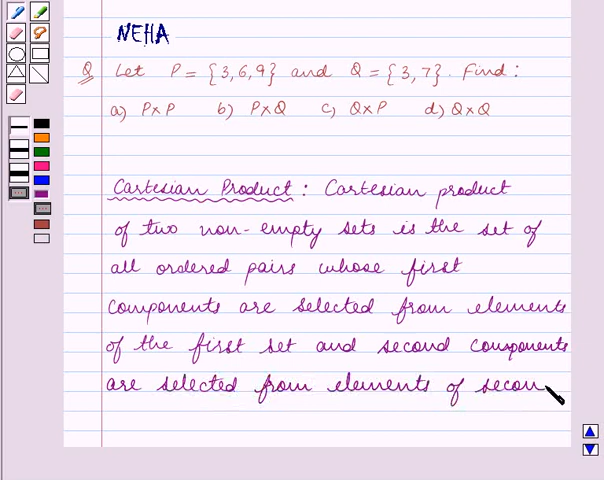 NEHA
Q Let P = {3, 6, 9} and Q = {3, 7}. Find :
a) P×P b) P×Q c) Q×P d) Q×Q
Cartesian Product : Cartesian product
of two non-empty sets is the set of
all ordered pairs whose first
components are selected from elements
of the first set and second components
are selected from elements of secon